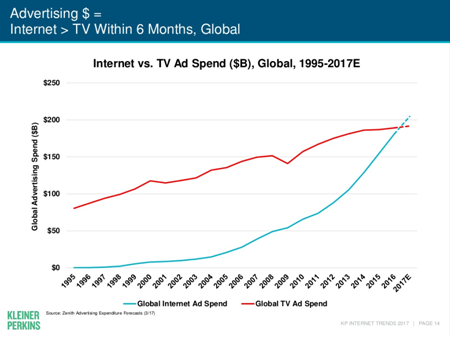 Advertising $ =
Internet > TV Within 6 Months, Global
Internet vs. TV Ad Spend ($B), Global, 1995-2017E
Global Advertising Spend ($B)
$250
$200
$150
$100
$50
$0
1995
1996
1997
1998
1999
2000
2001
2002
2003
2004
2005
2006
2007
2008
2009
2010
2011
2012
2013
2014
2015
2016
2017E
Global Internet Ad Spend
Global TV Ad Spend
KLEINER
PERKINS
Source: Zenith Advertising Expenditure Forecasts (3/17)
KP INTERNET TRENDS 2017 | PAGE 14